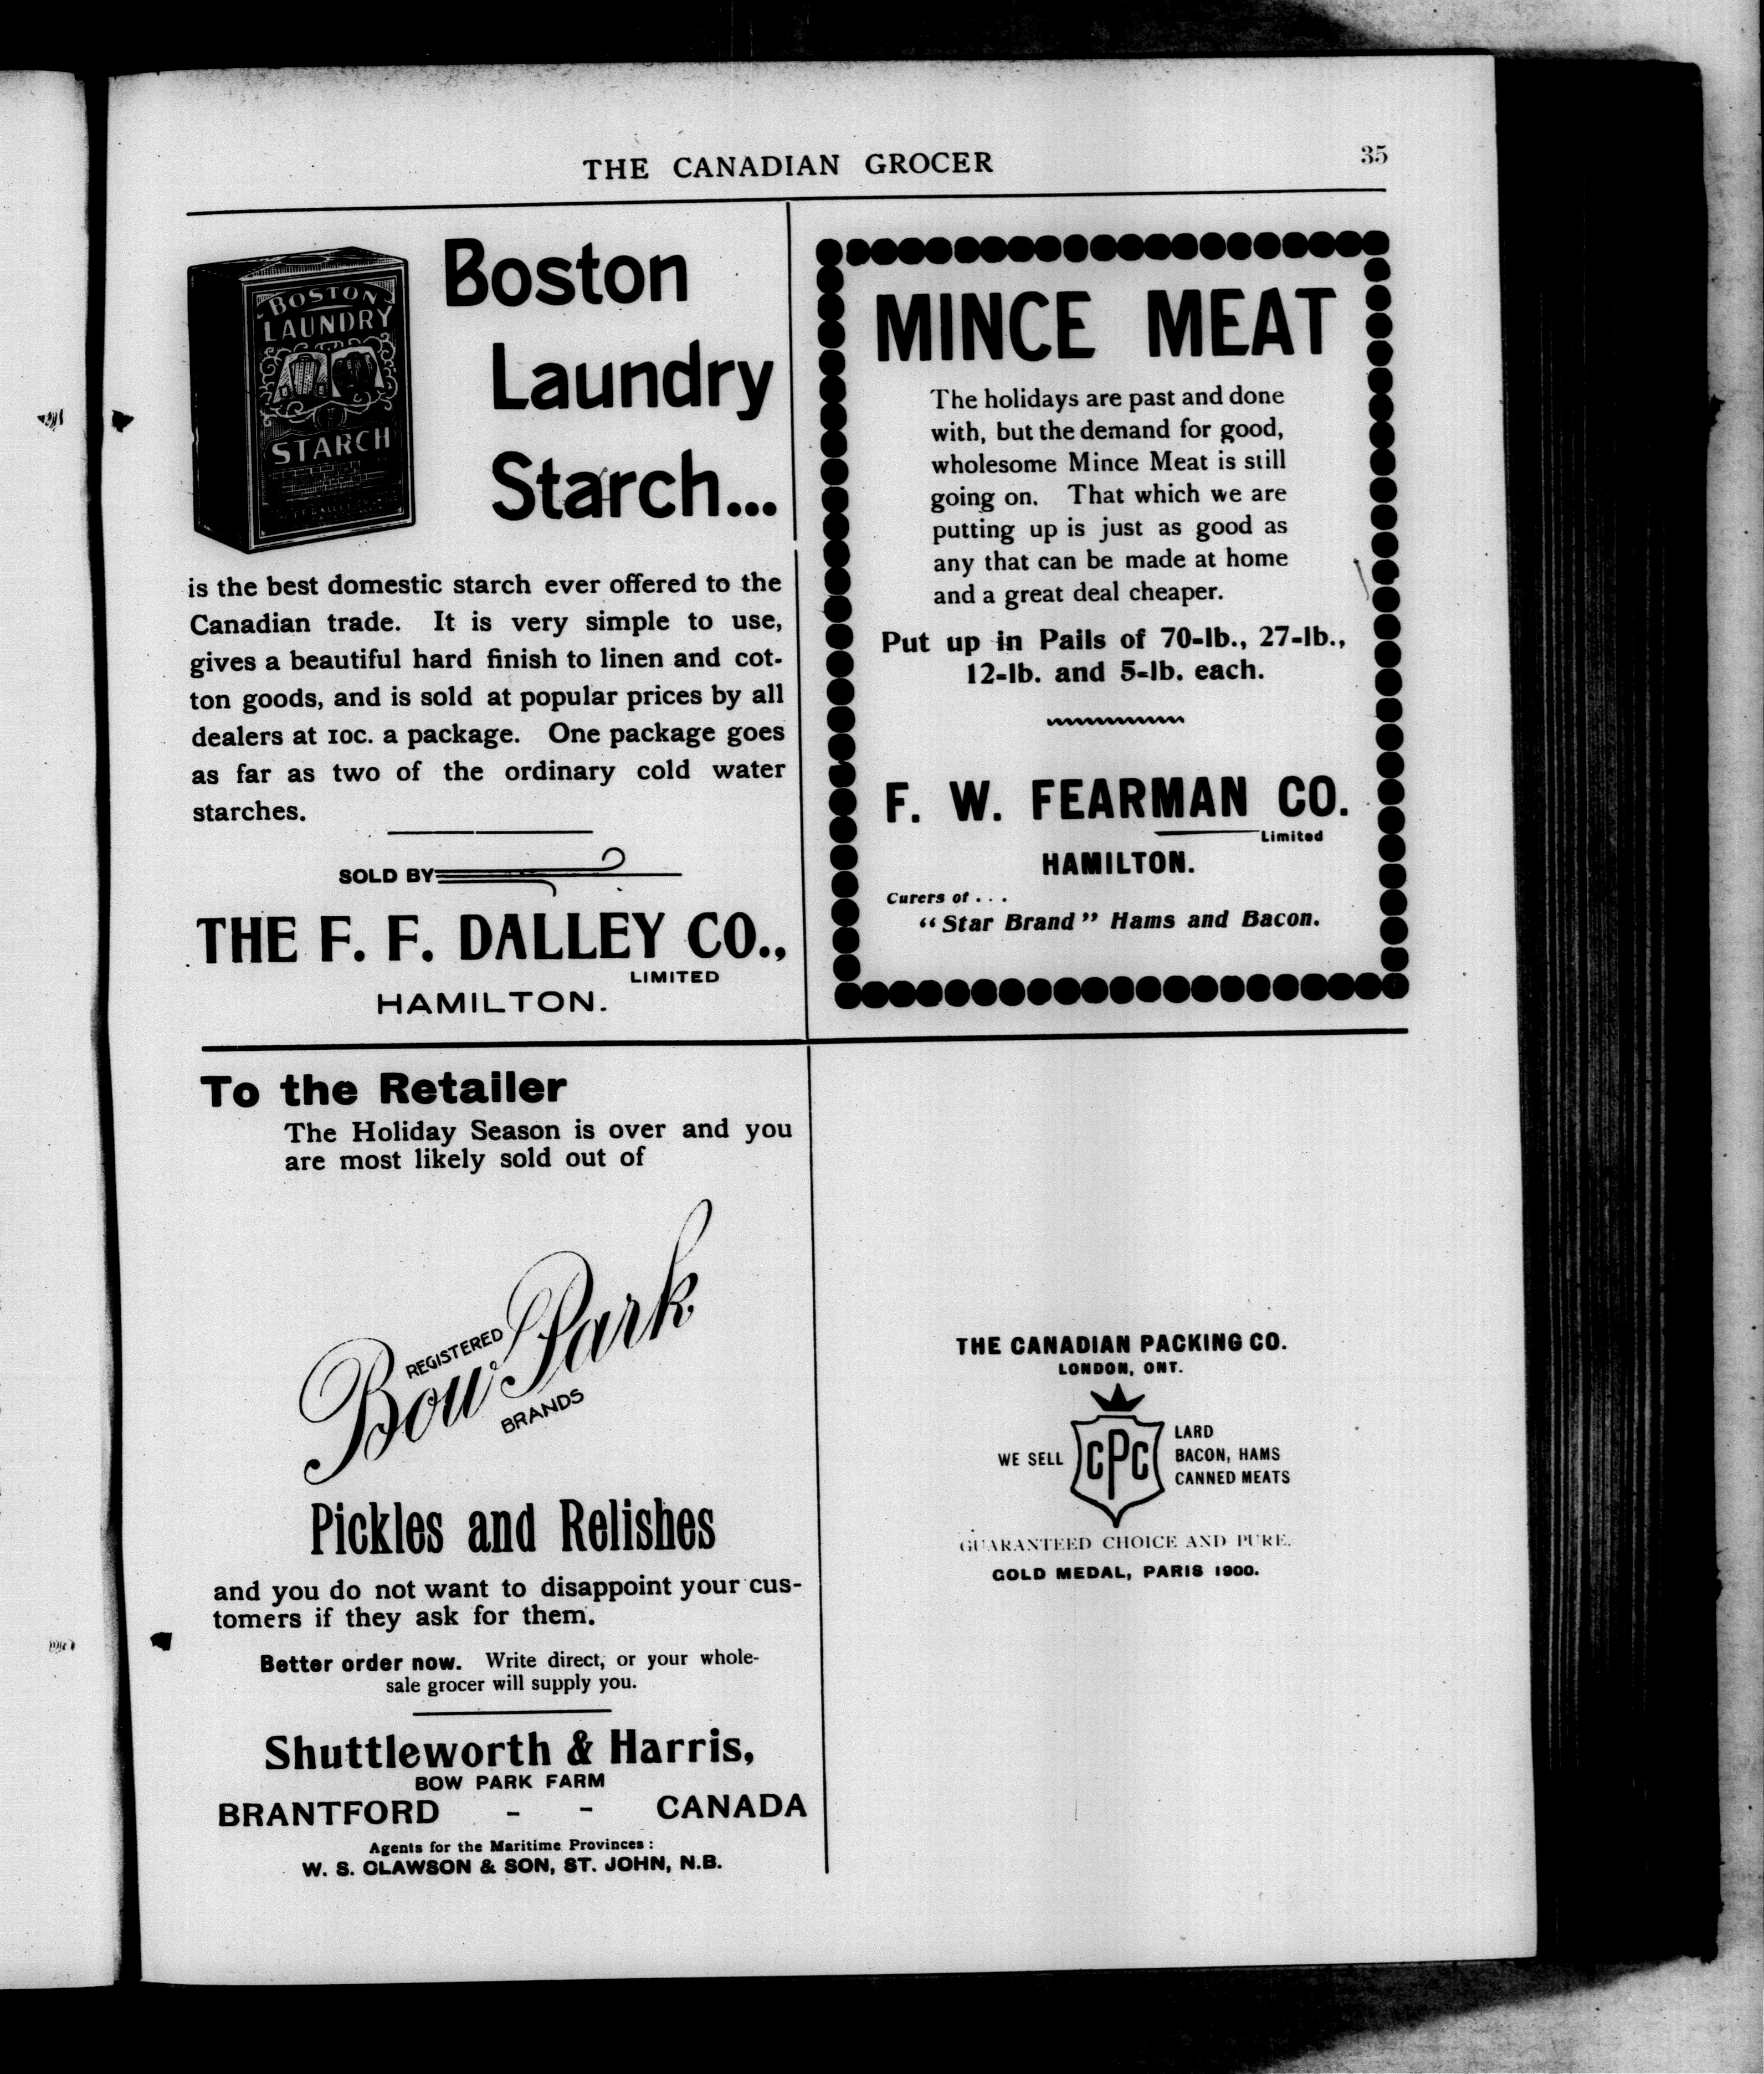 THE CANADIAN GROCER
35
BOSTON
LAUNDRY
STARCH
Boston
Laundry
Starch...
is the best domestic starch ever offered to the
Canadian trade. It is very simple to use,
gives a beautiful hard finish to linen and cot-
ton goods, and is sold at popular prices by all
dealers at 10c. a package. One package goes
as far as two of the ordinary cold water
starches.
SOLD BY
THE F. F. DALLEY CO.,
LIMITED
HAMILTON.
MINCE MEAT
The holidays are past and done
with, but the demand for good,
wholesome Mince Meat is still
going on. That which we are
putting up is just as good as
any that can be made at home
and a great deal cheaper.
Put up in Pails of 70-lb., 27-lb.,
12-lb. and 5-lb. each.
F. W. FEARMAN CO.
Limited
HAMILTON.
Curers of . . .
“Star Brand” Hams and Bacon.
To the Retailer
The Holiday Season is over and you
are most likely sold out of
REGISTERED
Bow Park
BRANDS
Pickles and Relishes
and you do not want to disappoint your cus-
tomers if they ask for them.
Better order now. Write direct, or your whole-
sale grocer will supply you.
Shuttleworth & Harris,
BOW PARK FARM
BRANTFORD - - CANADA
Agents for the Maritime Provinces :
W. S. CLAWSON & SON, ST. JOHN, N.B.
THE CANADIAN PACKING CO.
LONDON, ONT.
WE SELL
CPC
LARD
BACON, HAMS
CANNED MEATS
GUARANTEED CHOICE AND PURE.
GOLD MEDAL, PARIS 1900.